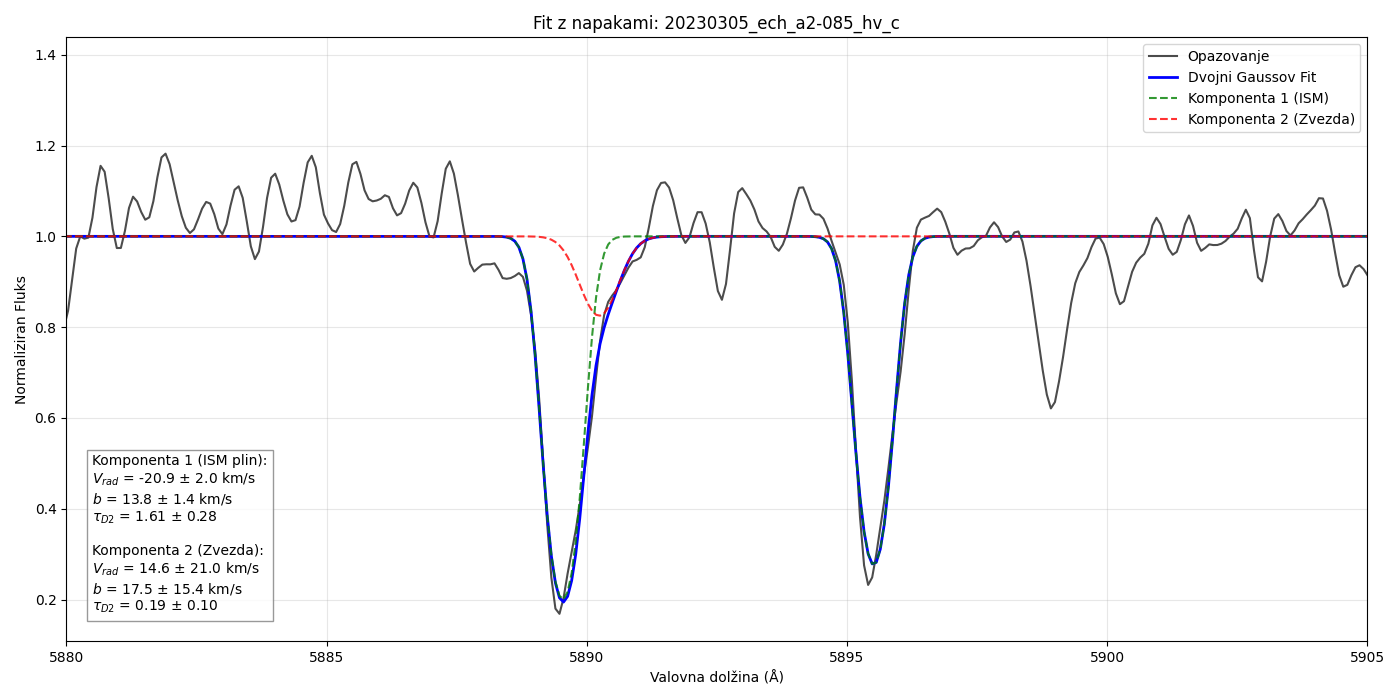 Fit z napakami: 20230305_ech_a2-085_hv_c
1.4
1.2
1.0
0.8
0.6
0.4
0.2
Normaliziran Fluks
Opazovanje
Dvojni Gaussov Fit
Komponenta 1 (ISM)
Komponenta 2 (Zvezda)
Komponenta 1 (ISM plin):
V_rad = -20.9 ± 2.0 km/s
b = 13.8 ± 1.4 km/s
τ_D2 = 1.61 ± 0.28
Komponenta 2 (Zvezda):
V_rad = 14.6 ± 21.0 km/s
b = 17.5 ± 15.4 km/s
τ_D2 = 0.19 ± 0.10
5880 5885 5890 5895 5900 5905
Valovna dolžina (Å)